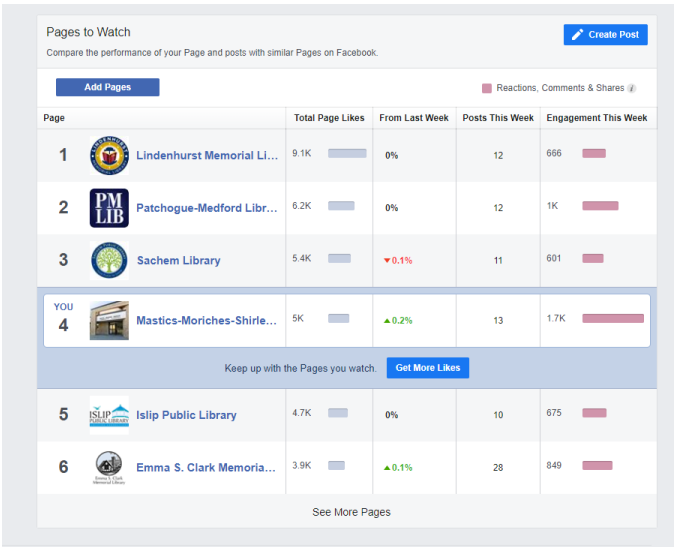 Pages to Watch
Create Post
Compare the performance of your Page and posts with similar Pages on Facebook.
Add Pages
Reactions, Comments & Shares i
Page Total Page Likes From Last Week Posts This Week Engagement This Week
1 Lindenhurst Memorial Li... 9.1K 0% 12 666
PM
LIB
2 Patchogue-Medford Libr... 6.2K 0% 12 1K
3 Sachem Library 5.4K ▼0.1% 11 601
YOU
4 Mastics-Moriches-Shirle... 5K ▲0.2% 13 1.7K
Keep up with the Pages you watch. Get More Likes
ISLIP
PUBLIC LIBRARY
5 Islip Public Library 4.7K 0% 10 675
6 Emma S. Clark Memoria... 3.9K ▲0.1% 28 849
Emma S. Clark
Memorial Library
See More Pages